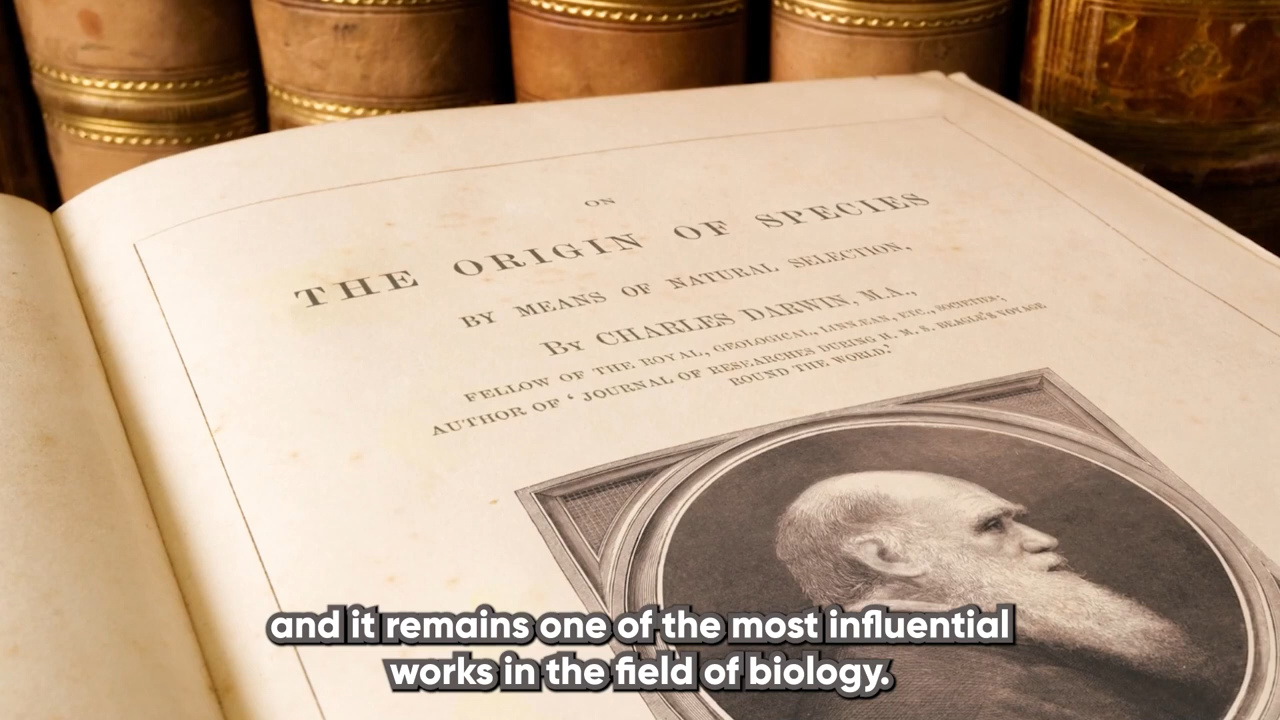 ON
THE ORIGIN OF SPECIES
BY MEANS OF NATURAL SELECTION,
By CHARLES DARWIN, M.A.,
FELLOW OF THE ROYAL, GEOLOGICAL, LINNÆAN, ETC., SOCIETIES;
AUTHOR OF ‘ JOURNAL OF RESEARCHES DURING H. M. S. BEAGLE'S VOYAGE
ROUND THE WORLD.’
and it remains one of the most influential
works in the field of biology.